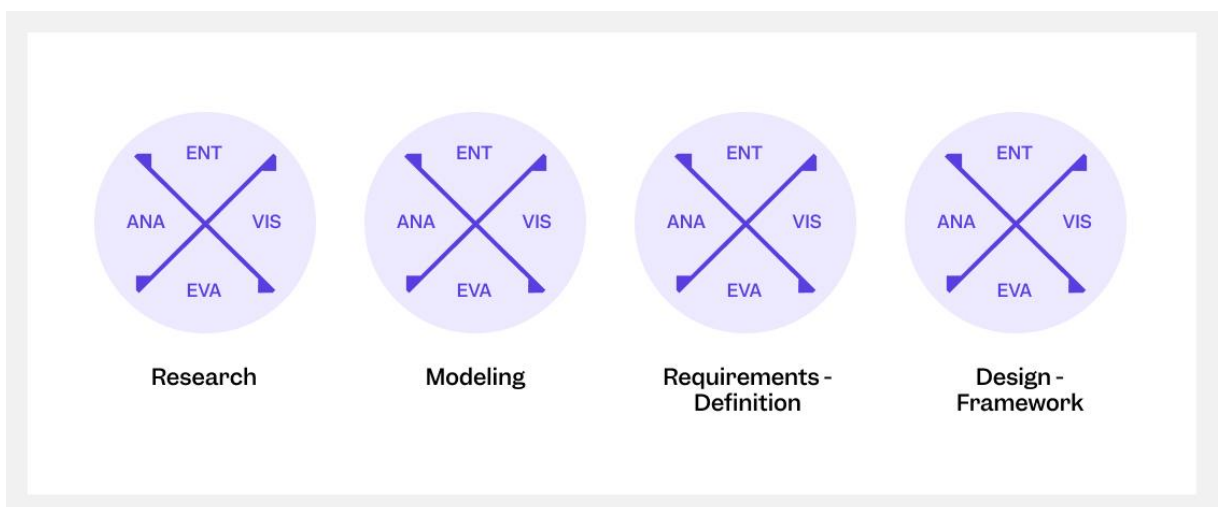 ENT
ANA VIS
EVA
Research
ENT
ANA VIS
EVA
Modeling
ENT
ANA VIS
EVA
Requirements -
Definition
ENT
ANA VIS
EVA
Design -
Framework